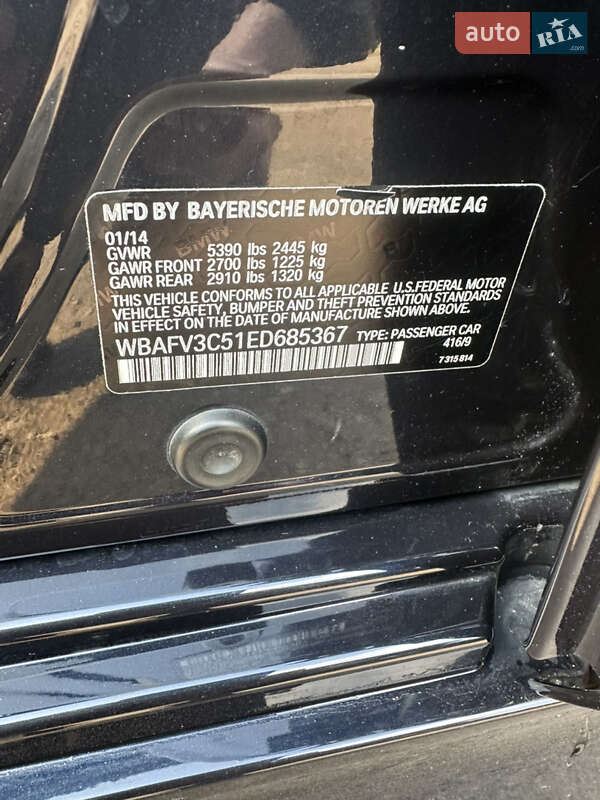 auto RIA
.com
MFD BY BAYERISCHE MOTOREN WERKE AG
01/14
GVWR 5390 lbs 2445 kg
GAWR FRONT 2700 lbs 1225 kg
GAWR REAR 2910 lbs 1320 kg
THIS VEHICLE CONFORMS TO ALL APPLICABLE U.S.FEDERAL MOTOR
VEHICLE SAFETY, BUMPER, AND THEFT PREVENTION STANDARDS
IN EFFECT ON THE DATE OF MANUFACTURE SHOWN ABOVE.
WBAFV3C51ED685367 TYPE: PASSENGER CAR
416/9
7315814